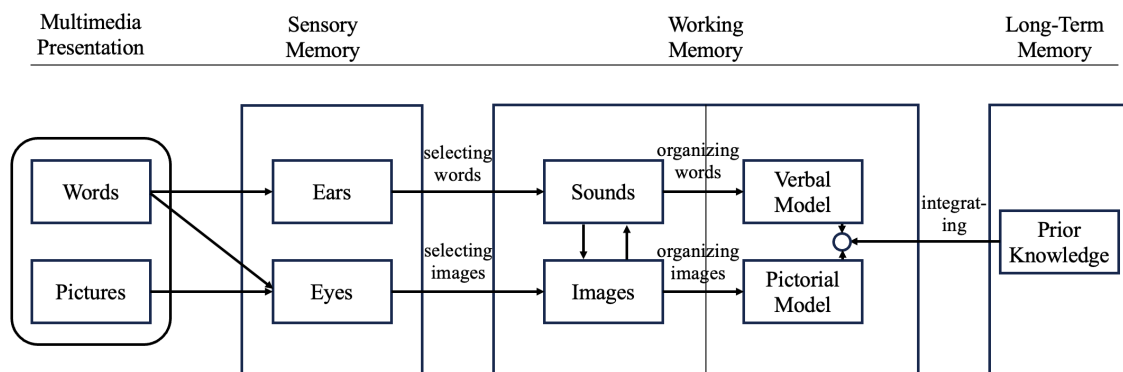 Multimedia
Presentation
Sensory
Memory
Working
Memory
Long-Term
Memory
Words
Pictures
Ears
Eyes
selecting
words
selecting
images
Sounds
Images
organizing
words
organizing
images
Verbal
Model
Pictorial
Model
integrat-
ing
Prior
Knowledge